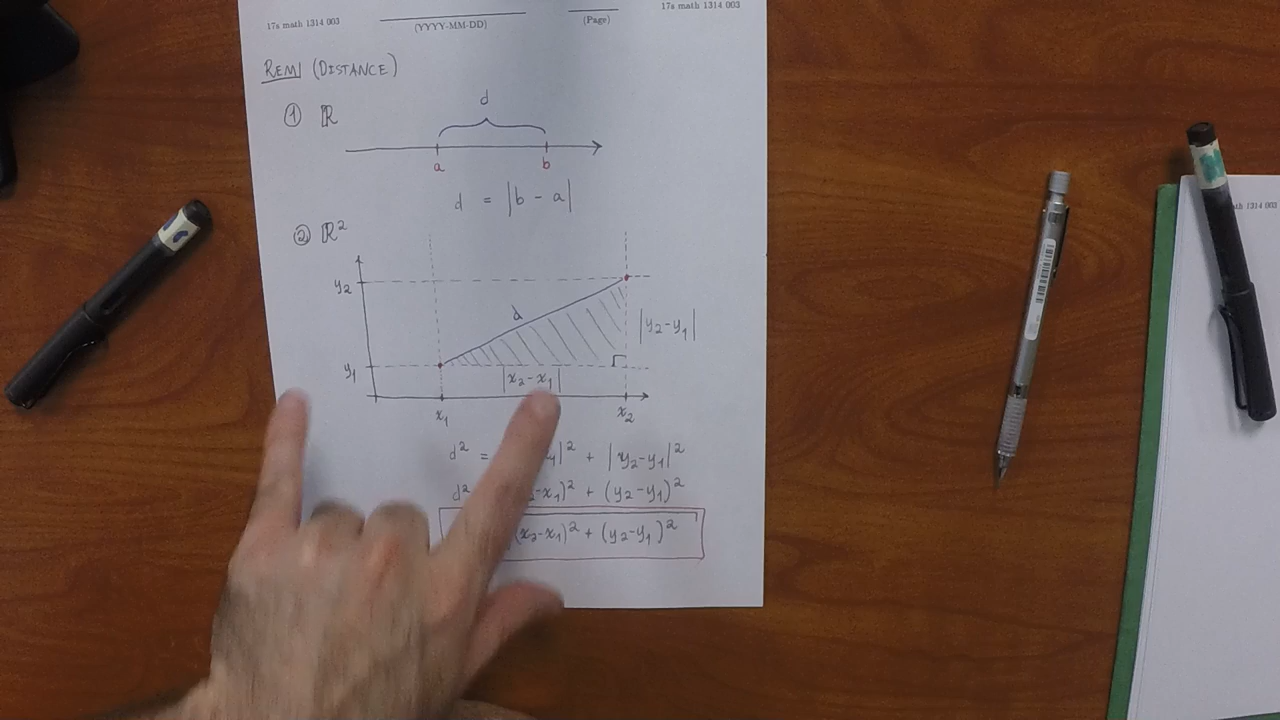 17s math 1314 003
(YYYY-MM-DD)
(Page)
17s math 1314 003
REM| (DISTANCE)
① ℝ
d
a b
d = |b - a|
② ℝ²
y₂
d
|y₂-y₁|
y₁
|x₂-x₁|
x₁ x₂
d² = |² + |y₂-y₁|²
d² -x₁)² + (y₂-y₁)²
(x₂-x₁)² + (y₂-y₁)²
1314 003